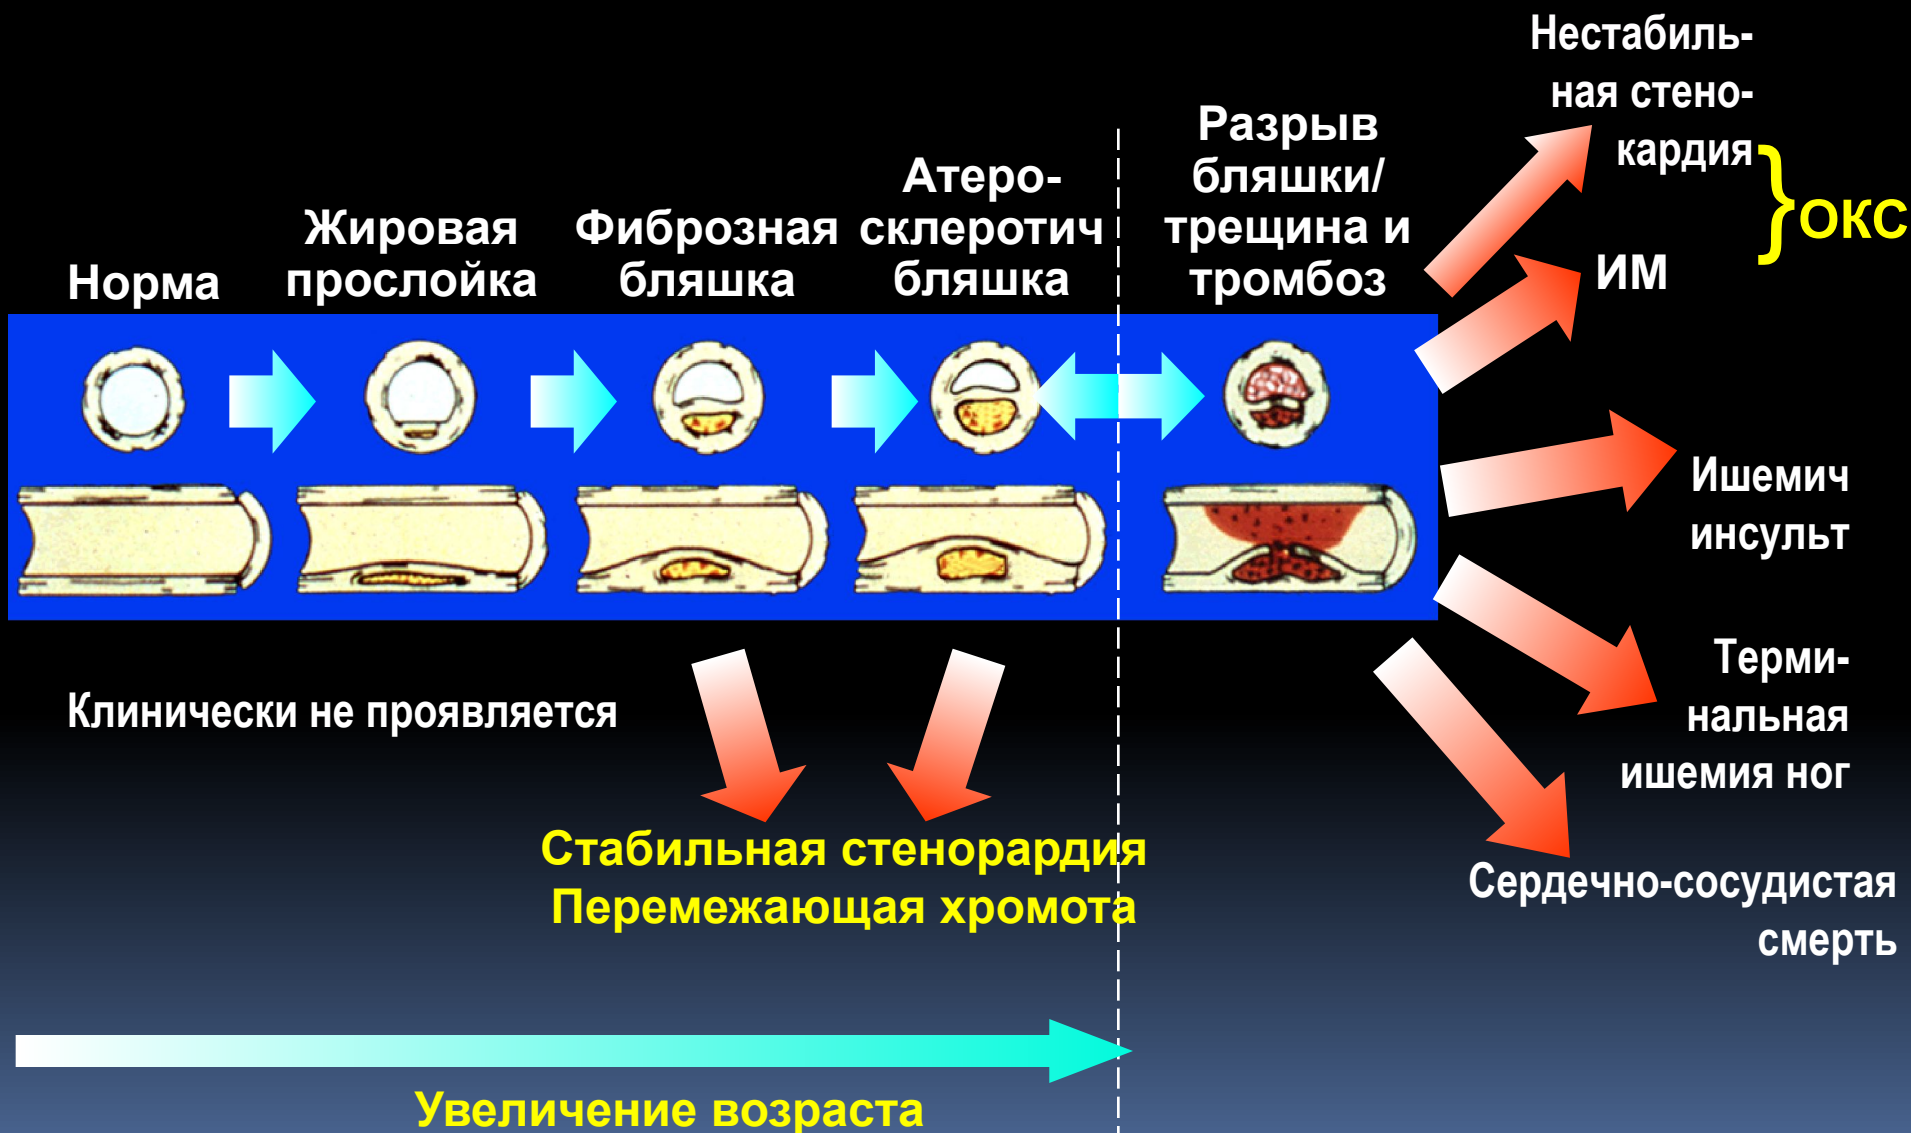 Норма
Жировая
прослойка
Фиброзная
бляшка
Атеро-
склеротич
бляшка
Разрыв
бляшки/
трещина и
тромбоз
Нестабиль-
ная стено-
кардия
}ОКС
ИМ
Ишемич
инсульт
Терми-
нальная
ишемия ног
Сердечно-сосудистая
смерть
Клинически не проявляется
Стабильная стенорардия
Перемежающая хромота
Увеличение возраста